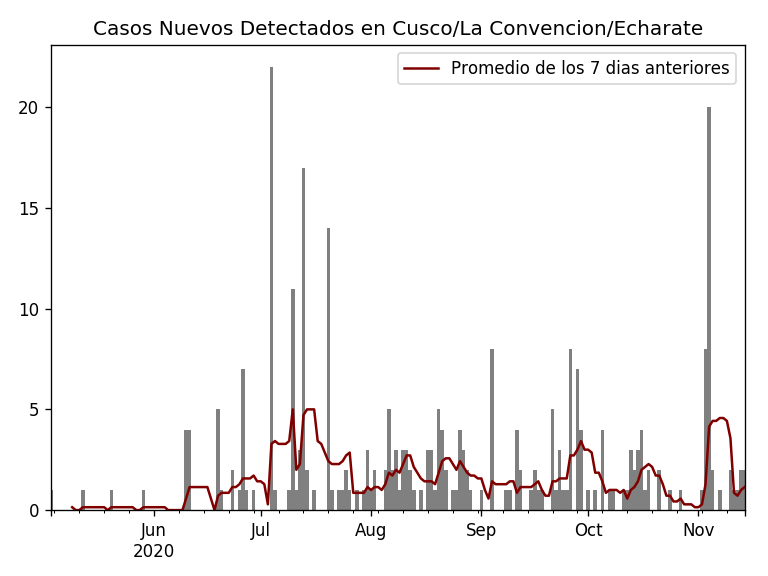 Casos Nuevos Detectados en Cusco/La Convencion/Echarate
Promedio de los 7 dias anteriores
20
15
10
5
0
Jun Jul Aug Sep Oct Nov
2020